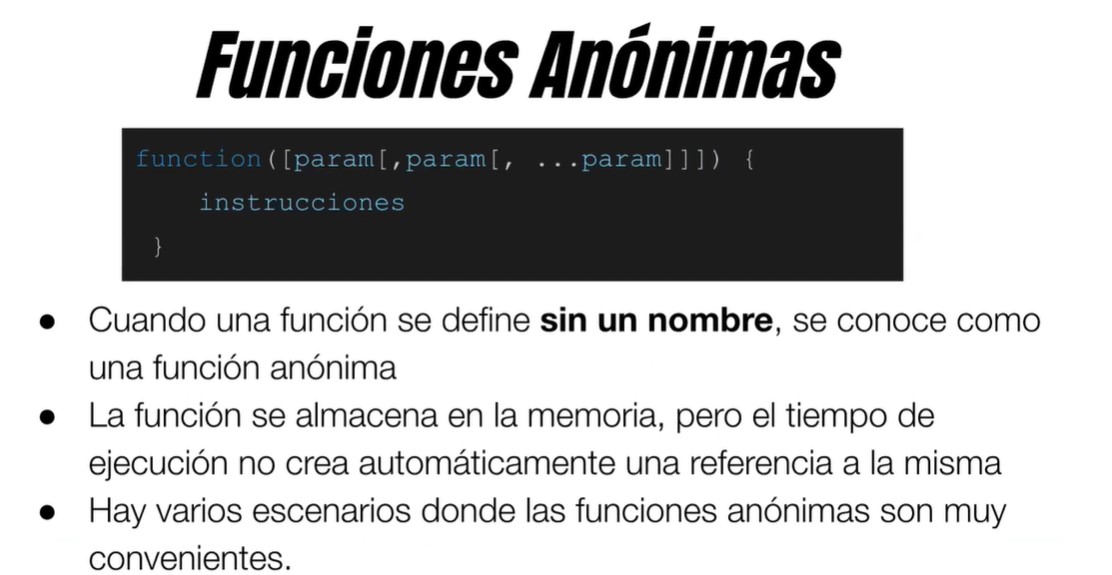 Funciones Anónimas
function([param[,param[, ...param]]]) {
instrucciones
}
● Cuando una función se define sin un nombre, se conoce como
una función anónima
● La función se almacena en la memoria, pero el tiempo de
ejecución no crea automáticamente una referencia a la misma
● Hay varios escenarios donde las funciones anónimas son muy
convenientes.